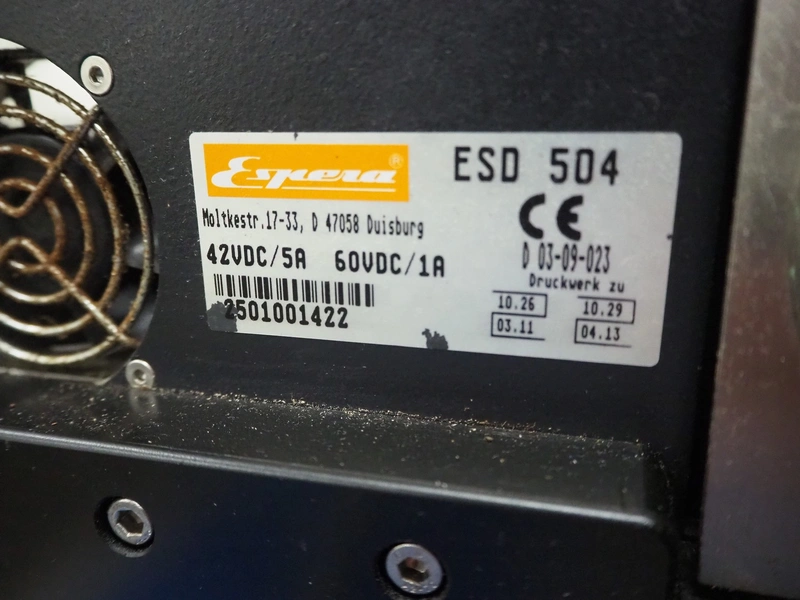 Espera®
ESD 504
Moltkestr.17-33, D 47058 Duisburg
CE
42VDC/5A 60VDC/1A
D 03-09-023
Druckwerk zu
2501001422
10.26 10.29
03.11 04.13